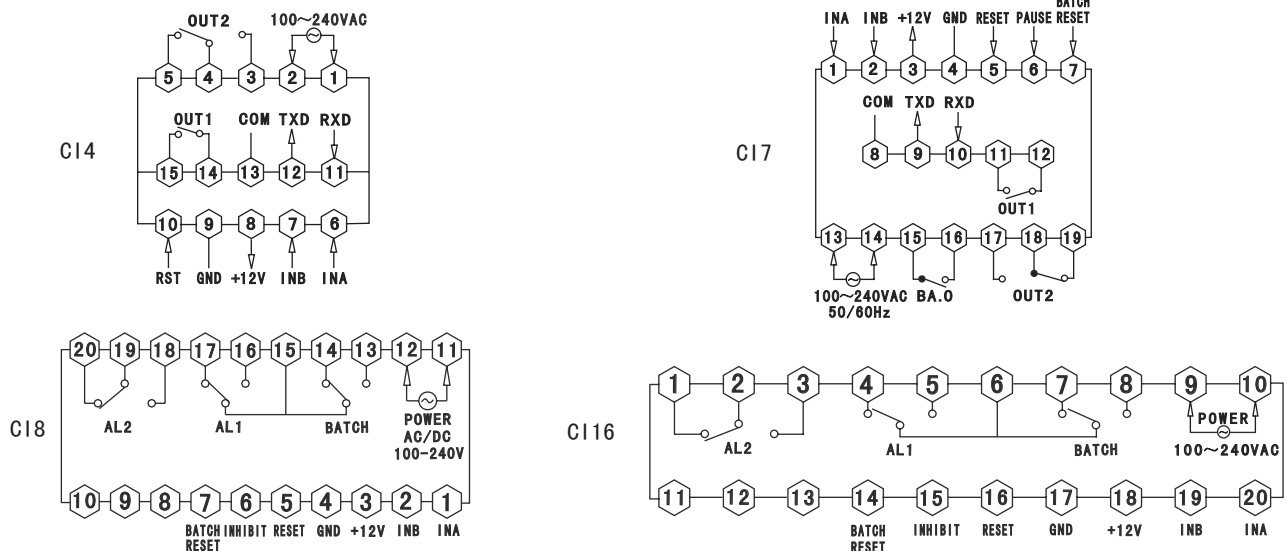 OUT2 100～240VAC
5 4 3 2 1
OUT1 COM TXD RXD
CI4
15 14 13 12 11
10 9 8 7 6
RST GND +12V INB INA
BATCH
INA INB +12V GND RESET PAUSE RESET
1 2 3 4 5 6 7
COM TXD RXD
CI7
8 9 10 11 12
OUT1
13 14 15 16 17 18 19
100～240VAC BA.O OUT2
50/60Hz
20 19 18 17 16 15 14 13 12 11
CI8
AL2 AL1 BATCH
POWER
AC/DC
100-240V
10 9 8 7 6 5 4 3 2 1
BATCH INHIBIT RESET GND +12V INB INA
RESET
1 2 3 4 5 6 7 8 9 10
CI16
POWER
AL2 AL1 BATCH 100～240VAC
11 12 13 14 15 16 17 18 19 20
BATCH INHIBIT RESET GND +12V INB INA
RESET